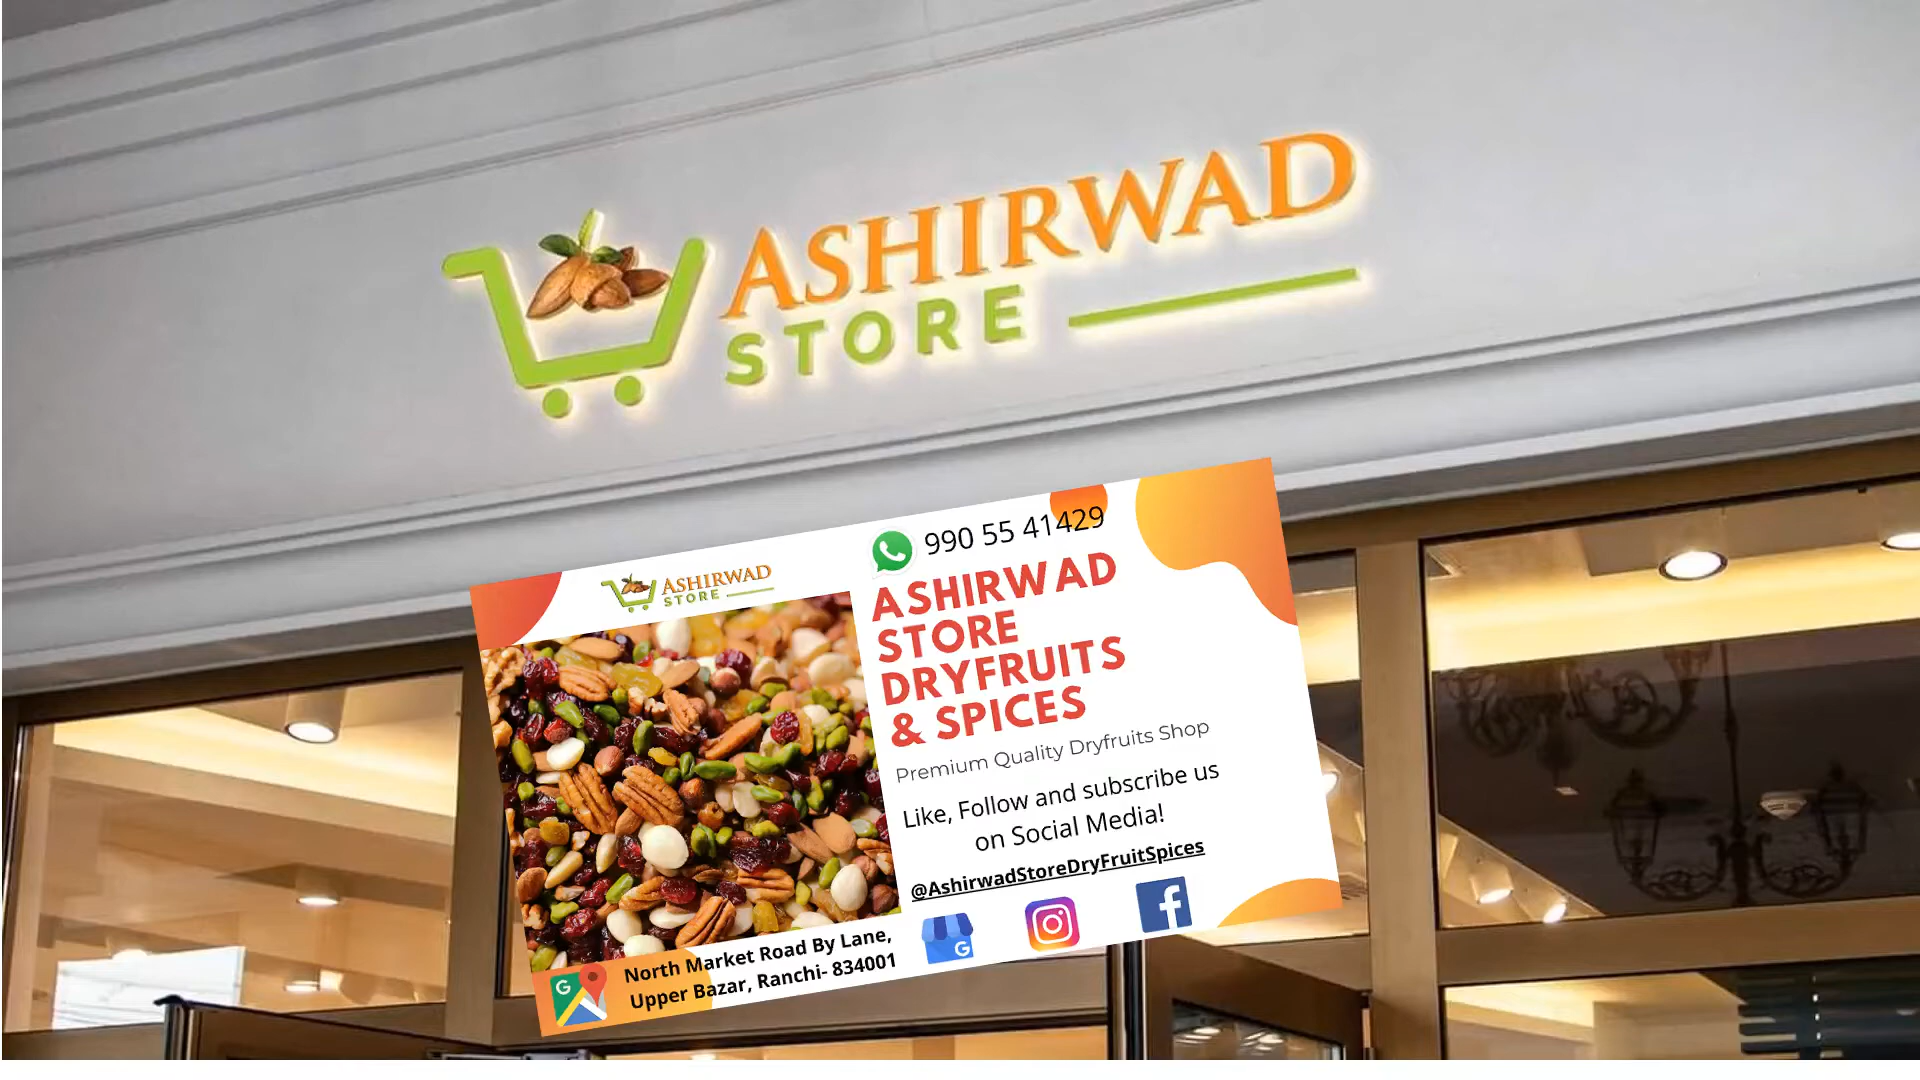 ASHIRWAD
STORE
990 55 41429
ASHIRWAD
STORE
ASHIRWAD
STORE
DRYFRUITS
& SPICES
Premium Quality Dryfruits Shop
Like, Follow and subscribe us
on Social Media!
@AshirwadStoreDryFruitSpices
G
G
North Market Road By Lane,
Upper Bazar, Ranchi- 834001